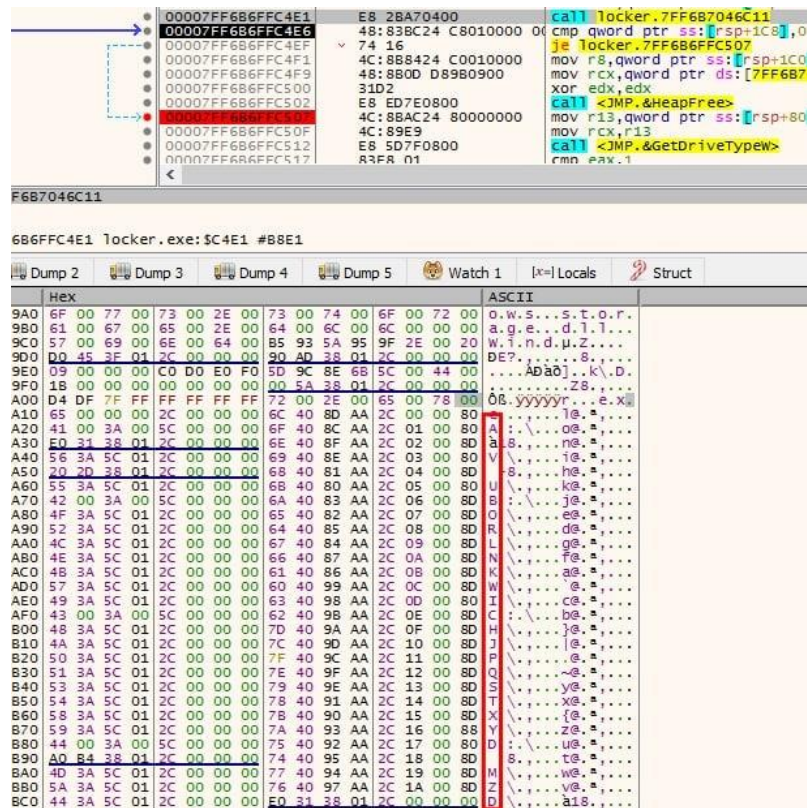 00007FF6B6FFC4E1 E8 2BA70400 call locker.7FF6B7046C11
00007FF6B6FFC4E6 48:83BC24 C8010000 00 cmp qword ptr ss:[rsp+1C8],0
00007FF6B6FFC4EF 74 16 je locker.7FF6B6FFC507
00007FF6B6FFC4F1 4C:8B8424 C0010000 mov r8,qword ptr ss:[rsp+1C0
00007FF6B6FFC4F9 48:8B0D D89B0900 mov rcx,qword ptr ds:[7FF6B7
00007FF6B6FFC500 31D2 xor edx,edx
00007FF6B6FFC502 E8 ED7E0800 call <JMP.&HeapFree>
00007FF6B6FFC507 4C:8BAC24 80000000 mov r13,qword ptr ss:[rsp+80
00007FF6B6FFC50F 4C:89E9 mov rcx,r13
00007FF6B6FFC512 E8 5D7F0800 call <JMP.&GetDriveTypeW>
00007FF6B6FFC517 83F8 01 cmp eax,1
F6B7046C11
6B6FFC4E1 locker.exe:$C4E1 #B8E1
Dump 2 Dump 3 Dump 4 Dump 5 Watch 1 [x=] Locals Struct
Hex ASCII
9A0 6F 00 77 00 73 00 2E 00 73 00 74 00 6F 00 72 00 o.w.s...s.t.o.r.
9B0 61 00 67 00 65 00 2E 00 64 00 6C 00 6C 00 00 00 a.g.e...d.l.l...
9C0 57 00 69 00 6E 00 64 00 B5 93 5A 95 9F 2E 00 20 W.i.n.d.µ.Z....
9D0 D0 45 3F 01 2C 00 00 00 90 AD 38 01 2C 00 00 00 ÐE?.,.....8.,...
9E0 09 00 00 00 C0 D0 E0 F0 5D 9C 8E 6B 5C 00 44 00 ....ÀÐàð]..k\.D.
9F0 1B 00 00 00 00 00 00 00 00 5A 38 01 2C 00 00 00 .........Z8.,...
A00 D4 DF 7F FF FF FF FF FF 72 00 2E 00 65 00 78 00 Ôß.ÿÿÿÿÿr...e.x.
A10 65 00 00 00 2C 00 00 00 6C 40 8D AA 2C 00 00 80 e...,...l@.ª,...
A20 41 00 3A 00 5C 00 00 00 6F 40 8C AA 2C 01 00 80 A.:.\...o@.ª,...
A30 E0 31 38 01 2C 00 00 00 6E 40 8F AA 2C 02 00 8D à18.,...n@.ª,...
A40 56 3A 5C 01 2C 00 00 00 69 40 8E AA 2C 03 00 80 V:\.,...i@.ª,...
A50 20 2D 38 01 2C 00 00 00 68 40 81 AA 2C 04 00 8D -8.,...h@.ª,...
A60 55 3A 5C 01 2C 00 00 00 6B 40 80 AA 2C 05 00 80 U:\.,...k@.ª,...
A70 42 00 3A 00 5C 00 00 00 6A 40 83 AA 2C 06 00 8D B.:.\...j@.ª,...
A80 4F 3A 5C 01 2C 00 00 00 65 40 82 AA 2C 07 00 8D O:\.,...e@.ª,...
A90 52 3A 5C 01 2C 00 00 00 64 40 85 AA 2C 08 00 8D R:\.,...d@.ª,...
AA0 4C 3A 5C 01 2C 00 00 00 67 40 84 AA 2C 09 00 80 L:\.,...g@.ª,...
AB0 4E 3A 5C 01 2C 00 00 00 66 40 87 AA 2C 0A 00 8D N:\.,...f@.ª,...
AC0 4B 3A 5C 01 2C 00 00 00 61 40 86 AA 2C 0B 00 80 K:\.,...a@.ª,...
AD0 57 3A 5C 01 2C 00 00 00 60 40 99 AA 2C 0C 00 8D W:\.,...`@.ª,...
AE0 49 3A 5C 01 2C 00 00 00 63 40 98 AA 2C 0D 00 80 I:\.,...c@.ª,...
AF0 43 00 3A 00 5C 00 00 00 62 40 9B AA 2C 0E 00 8D C.:.\...b@.ª,...
B00 48 3A 5C 01 2C 00 00 00 7D 40 9A AA 2C 0F 00 8D H:\.,...}@.ª,...
B10 4A 3A 5C 01 2C 00 00 00 7C 40 9D AA 2C 10 00 8D J:\.,...|@.ª,...
B20 50 3A 5C 01 2C 00 00 00 7F 40 9C AA 2C 11 00 8D P:\.,....@.ª,...
B30 51 3A 5C 01 2C 00 00 00 7E 40 9F AA 2C 12 00 8D Q:\.,...~@.ª,...
B40 53 3A 5C 01 2C 00 00 00 79 40 9E AA 2C 13 00 8D S:\.,...y@.ª,...
B50 54 3A 5C 01 2C 00 00 00 78 40 91 AA 2C 14 00 8D T:\.,...x@.ª,...
B60 58 3A 5C 01 2C 00 00 00 7B 40 90 AA 2C 15 00 8D X:\.,...{@.ª,...
B70 59 3A 5C 01 2C 00 00 00 7A 40 93 AA 2C 16 00 88 Y:\.,...z@.ª,...
B80 44 00 3A 00 5C 00 00 00 75 40 92 AA 2C 17 00 80 D.:.\...u@.ª,...
B90 A0 B4 38 01 2C 00 00 00 74 40 95 AA 2C 18 00 8D 8.,...t@.ª,...
BA0 4D 3A 5C 01 2C 00 00 00 77 40 94 AA 2C 19 00 8D M:\.,...w@.ª,...
BB0 5A 3A 5C 01 2C 00 00 00 76 40 97 AA 2C 1A 00 8D Z:\.,...v@.ª,...
BC0 44 3A 5C 01 2C 00 00 00 E0 31 38 01 2C 00 00 00 D:\.,...à18.,...